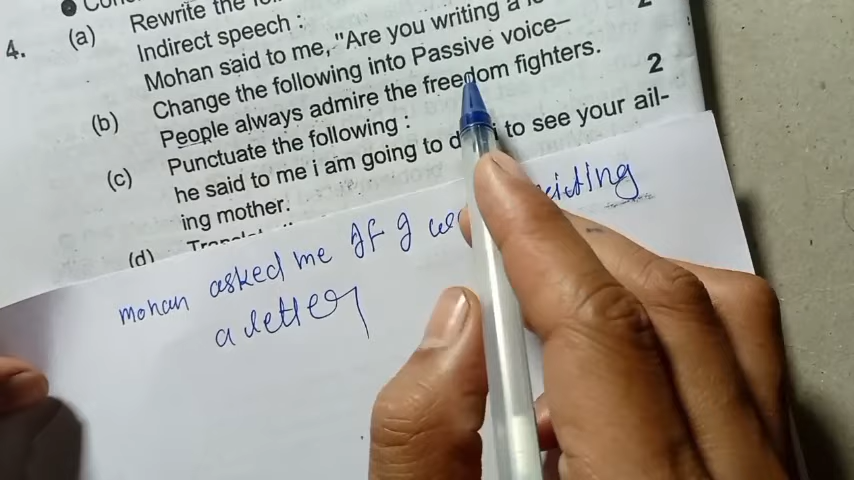 4. (a) Rewrite the
Indirect speech :
Mohan said to me, "Are you writing a
(b) Change the following into Passive voice–
People always admire the freedom fighters. 2
(c) Punctuate the following :
he said to me i am going to to see your ail-
ing mother.
(d)
Mohan asked me If I
a letter